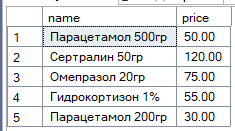 name price
1 Парацетамол 500гр 50.00
2 Сертралин 50гр 120.00
3 Омепразол 20гр 75.00
4 Гидрокортизон 1% 55.00
5 Парацетамол 200гр 30.00